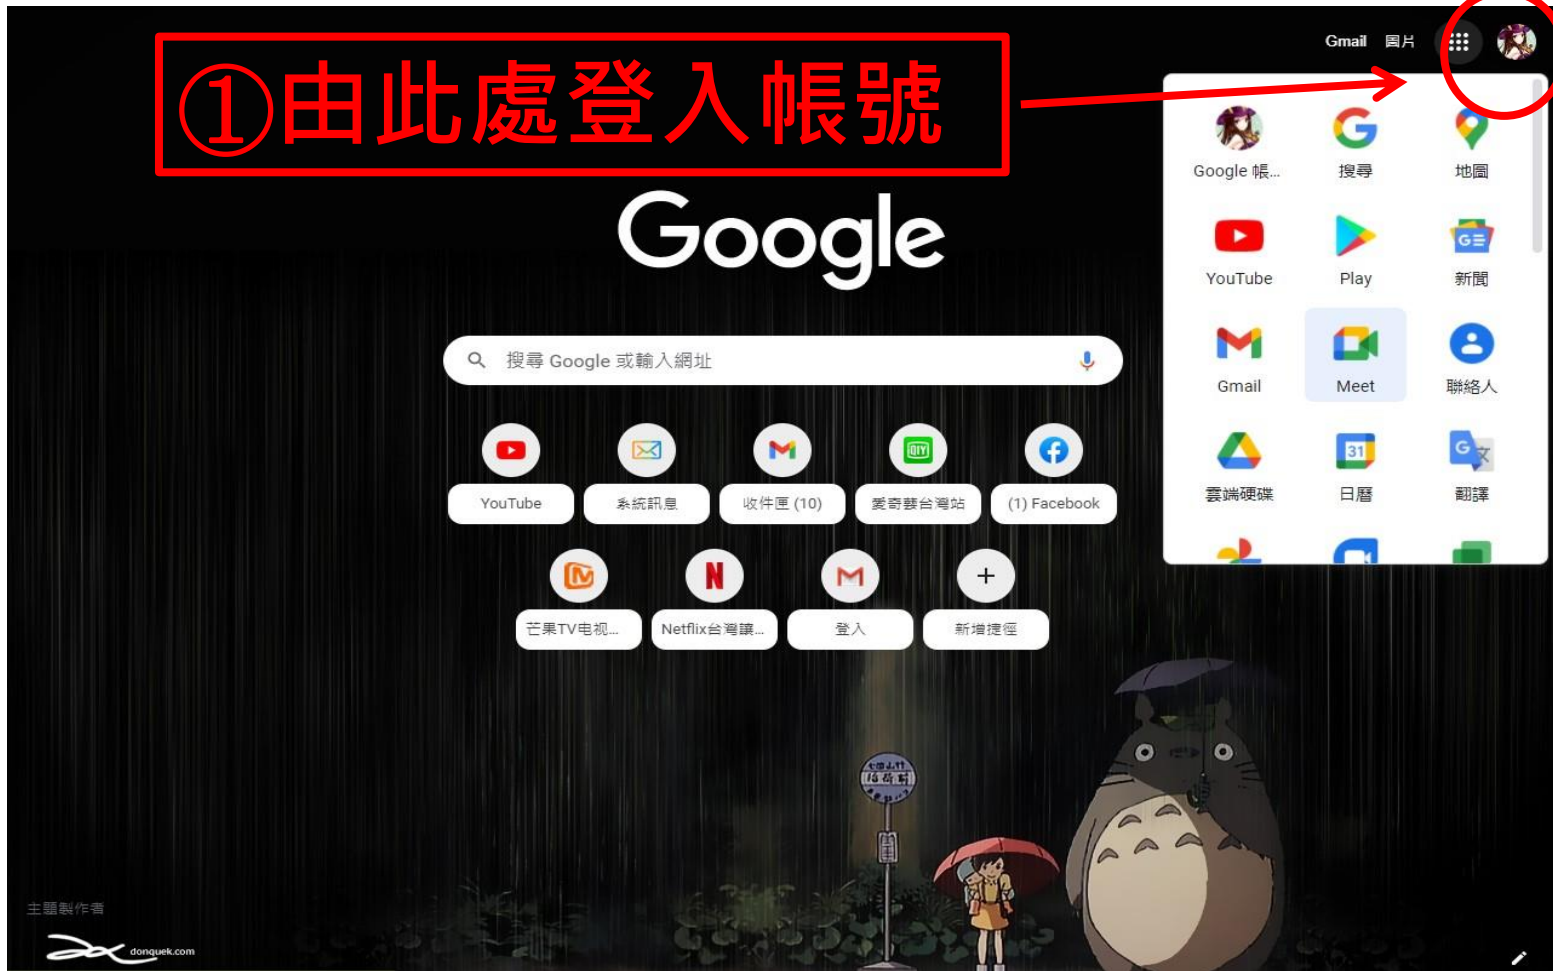 Gmail 圖片
①由此處登入帳號
Google 帳... 搜尋 地圖
Google
YouTube Play 新聞
搜尋 Google 或輸入網址
Gmail Meet 聯絡人
YouTube 系統訊息 收件匣 (10) 愛奇藝台灣站 (1) Facebook
31
雲端硬碟 日曆 翻譯
芒果TV电视... Netflix台灣讓... 登入 新增捷徑
主題製作者
donquek.com